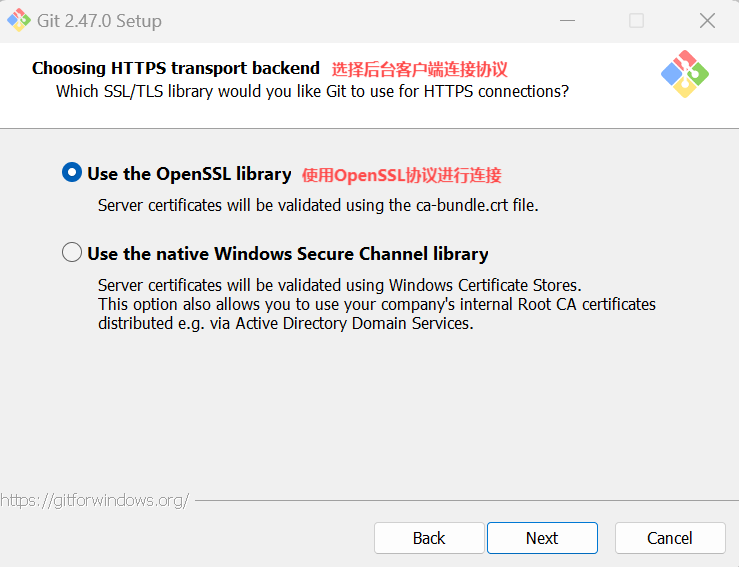 Git 2.47.0 Setup
Choosing HTTPS transport backend 选择后台客户端连接协议
Which SSL/TLS library would you like Git to use for HTTPS connections?
Use the OpenSSL library 使用OpenSSL协议进行连接
Server certificates will be validated using the ca-bundle.crt file.
Use the native Windows Secure Channel library
Server certificates will be validated using Windows Certificate Stores.
This option also allows you to use your company's internal Root CA certificates
distributed e.g. via Active Directory Domain Services.
https://gitforwindows.org/
Back Next Cancel